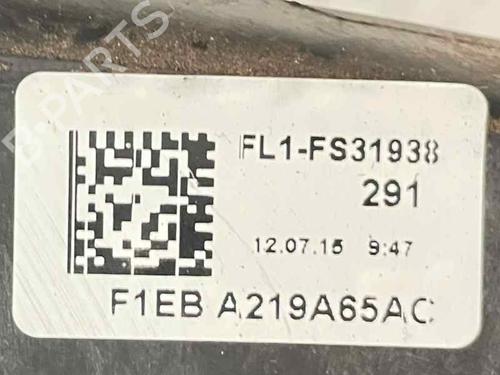 B-PARTS
FL1-FS31938
291
12.07.15 9:47
F1EB A219A65AC